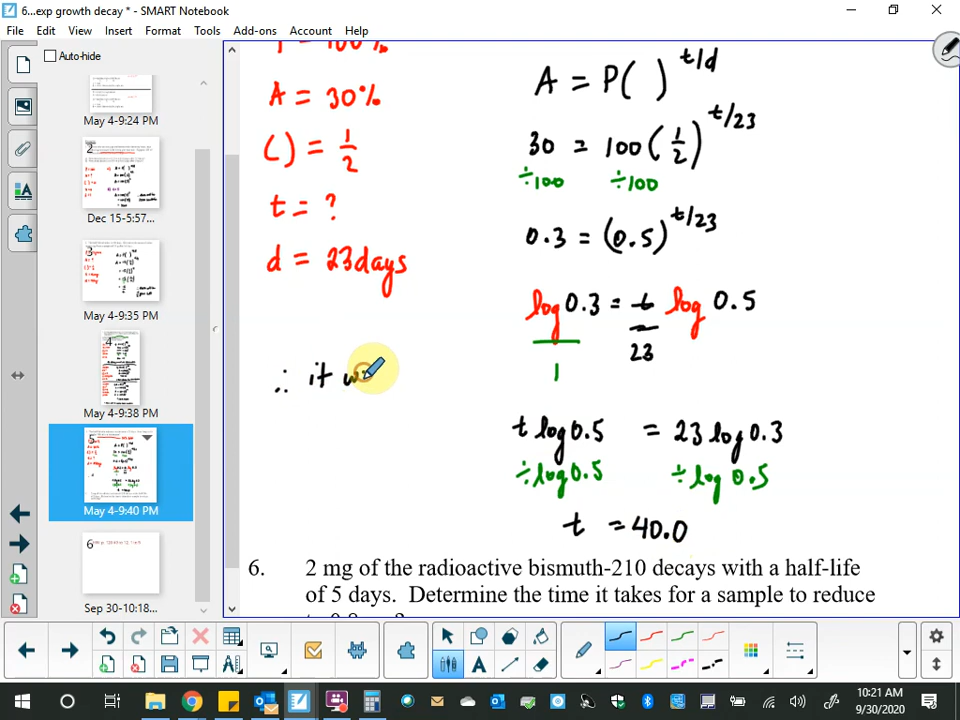 6...exp growth decay * - SMART Notebook
File Edit View Insert Format Tools Add-ons Account Help
Auto-hide
May 4-9:24 PM
2
Dec 15-5:57...
3
May 4-9:35 PM
4
May 4-9:38 PM
5
May 4-9:40 PM
6
Sep 30-10:18...
= 100%
A = 30%
( ) = 1/2
t = ?
d = 23days
∴ it
A = P( )^t/d
30 = 100(1/2)^t/23
÷100 ÷100
0.3 = (0.5)^t/23
log 0.3 = t/23 log 0.5
1
t log 0.5 = 23 log 0.3
÷log 0.5 ÷log 0.5
t = 40.0
6. 2 mg of the radioactive bismuth-210 decays with a half-life
of 5 days. Determine the time it takes for a sample to reduce
10:21 AM
9/30/2020